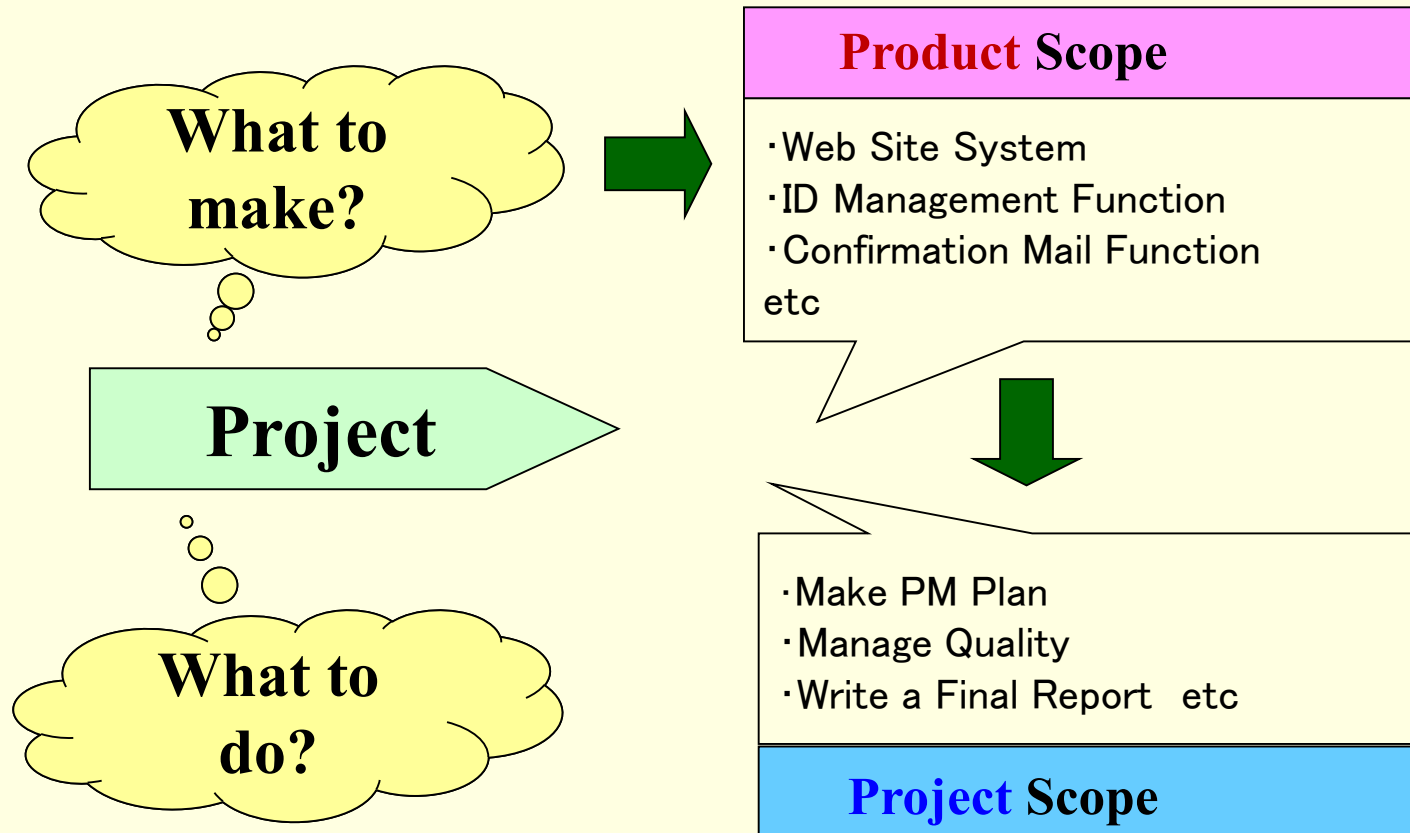 What to
make?
Product Scope
・Web Site System
・ID Management Function
・Confirmation Mail Function
etc
Project
What to
do?
・Make PM Plan
・Manage Quality
・Write a Final Report etc
Project Scope